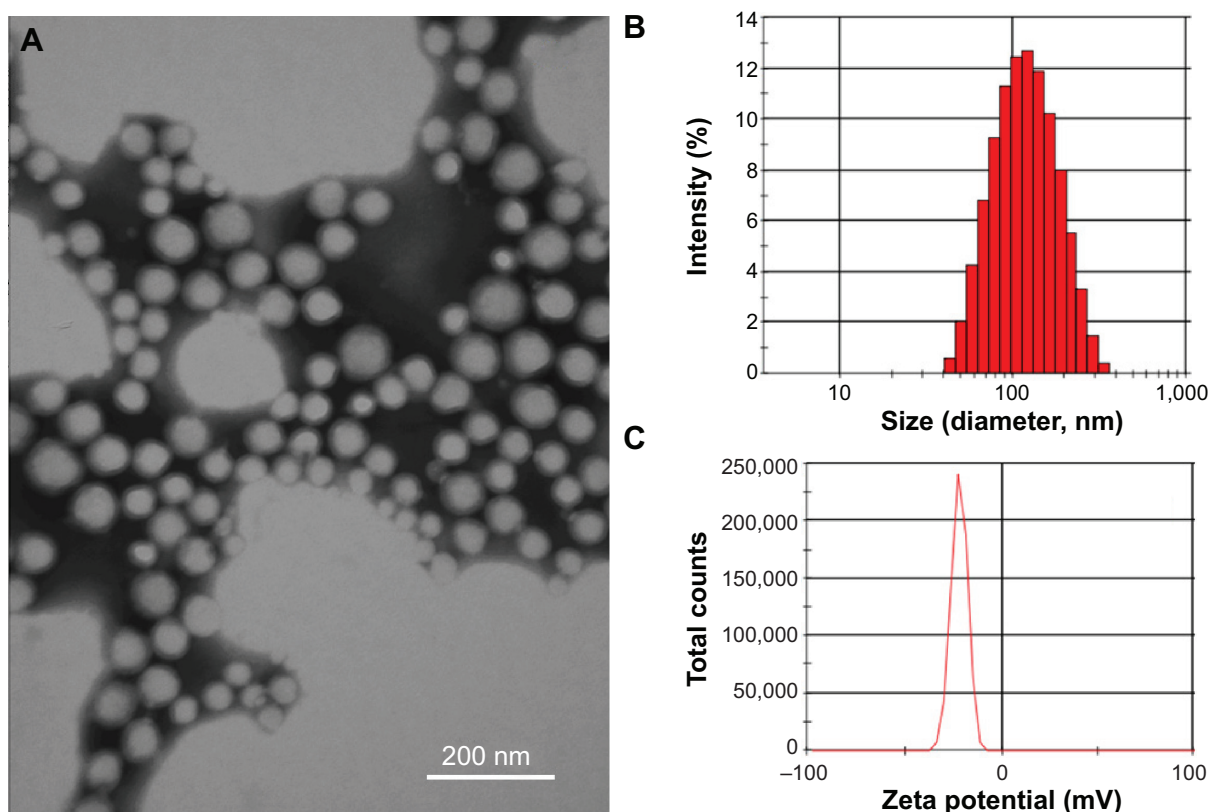 A
200 nm
B
Intensity (%)
14
12
10
8
6
4
2
0
10
100
1,000
Size (diameter, nm)
C
Total counts
250,000
200,000
150,000
100,000
50,000
0
–100
0
100
Zeta potential (mV)